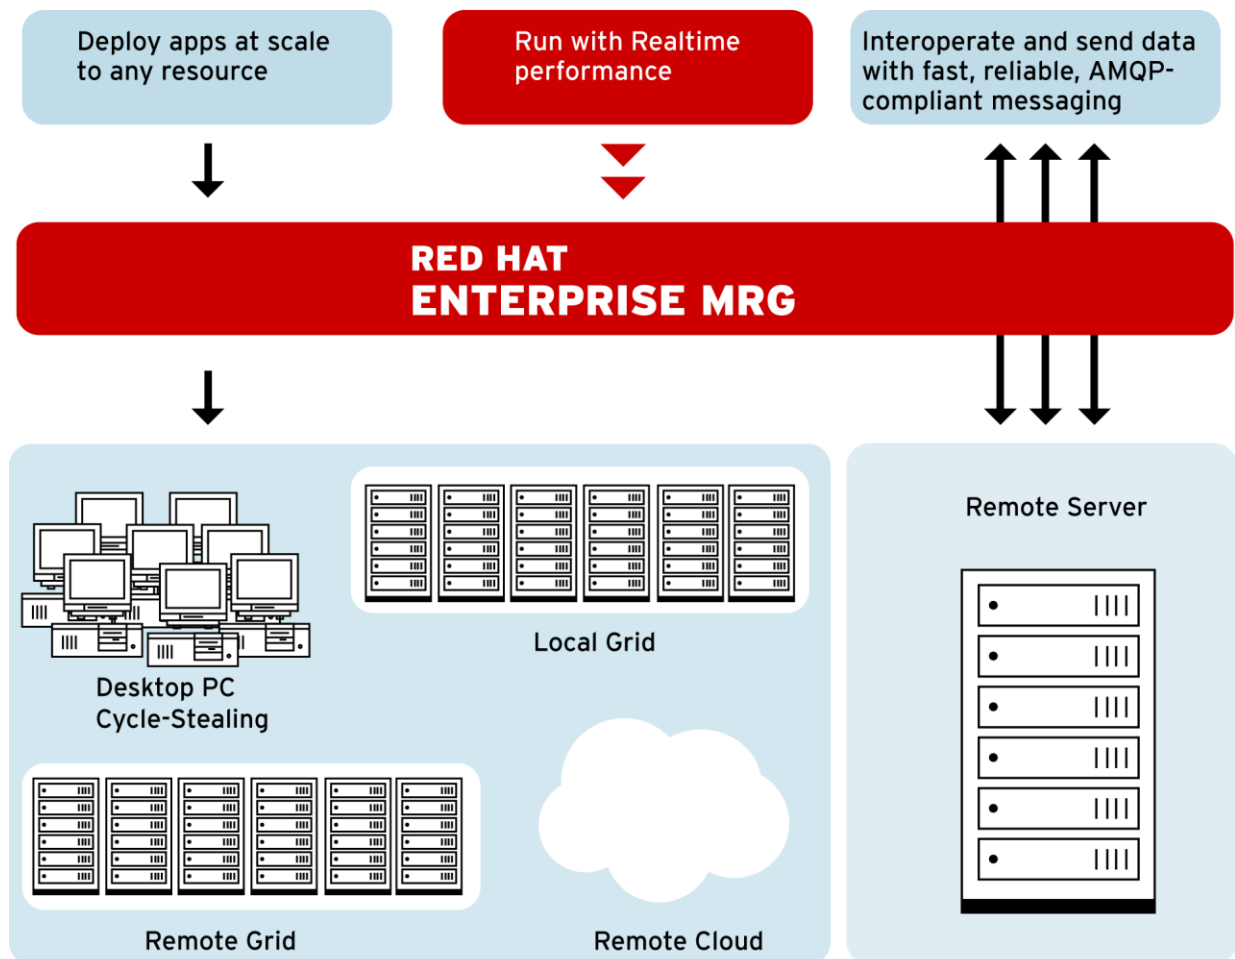 Deploy apps at scale
to any resource
Run with Realtime
performance
Interoperate and send data
with fast, reliable, AMQP-
compliant messaging
RED HAT
ENTERPRISE MRG
Desktop PC
Cycle-Stealing
Local Grid
Remote Grid
Remote Cloud
Remote Server